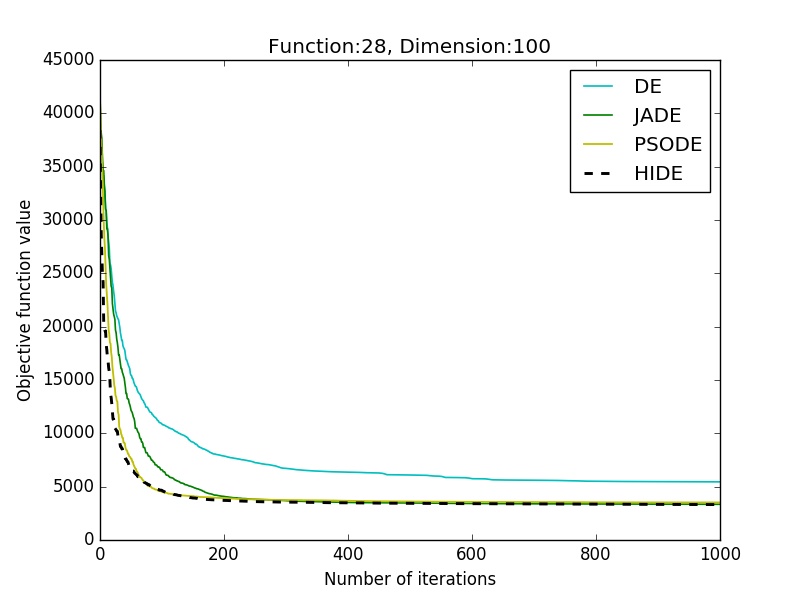 Function:28, Dimension:100
45000
40000
35000
30000
25000
20000
15000
10000
5000
0
Objective function value
DE
JADE
PSODE
HIDE
0 200 400 600 800 1000
Number of iterations